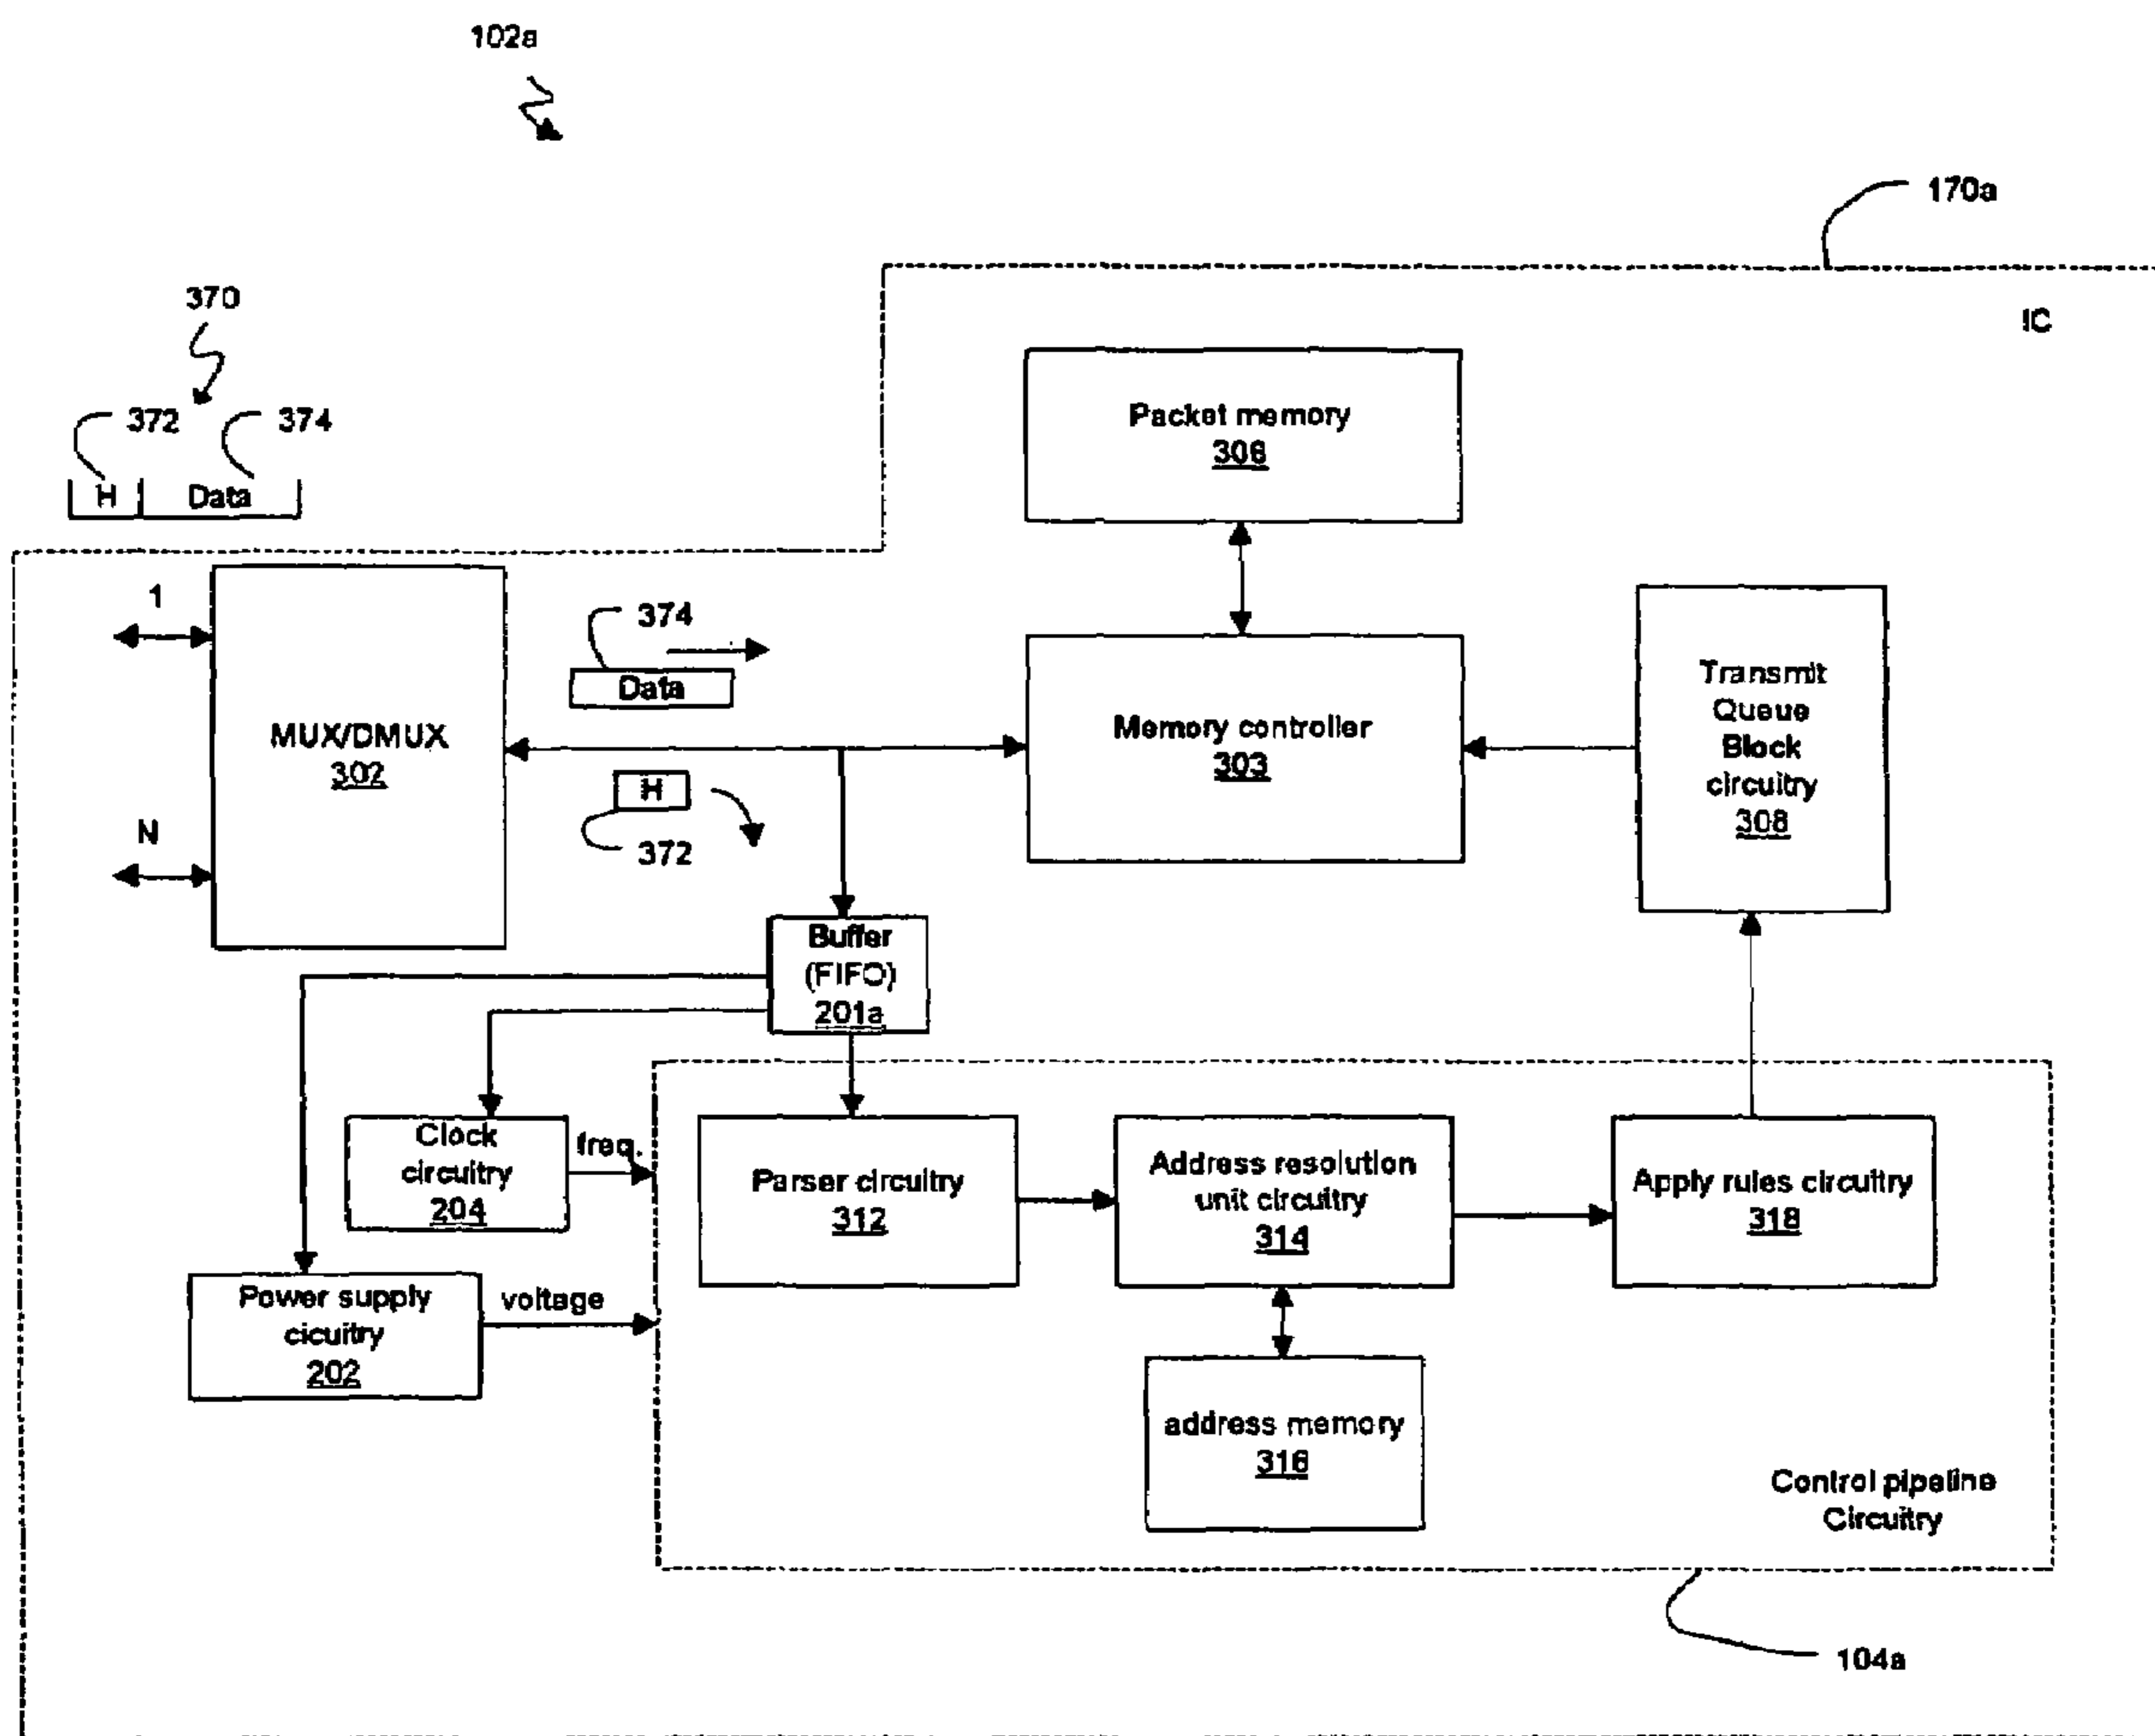 102a
170a
IC
370
372
374
H
Data
Packet memory
306
1
N
MUX/DMUX
302
374
Data
H
372
Memory controller
303
Transmit
Queue
Block
circuitry
308
Buffer
(FIFO)
201a
Clock
circuitry
204
freq.
Power supply
cicuitry
202
voltage
Parser circuitry
312
Address resolution
unit circuitry
314
Apply rules circuitry
318
address memory
316
Control pipeline
Circuitry
104a